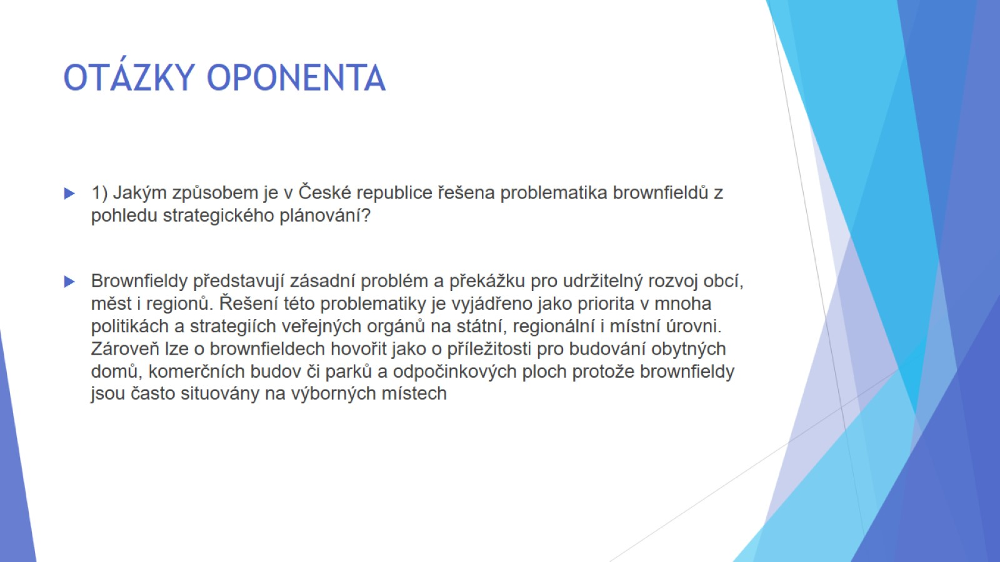 OTÁZKY OPONENTA
1) Jakým způsobem je v České republice řešena problematika brownfieldů z
pohledu strategického plánování?
Brownfieldy představují zásadní problém a překážku pro udržitelný rozvoj obcí,
měst i regionů. Řešení této problematiky je vyjádřeno jako priorita v mnoha
politikách a strategiích veřejných orgánů na státní, regionální i místní úrovni.
Zároveň lze o brownfieldech hovořit jako o příležitosti pro budování obytných
domů, komerčních budov či parků a odpočinkových ploch protože brownfieldy
jsou často situovány na výborných místech